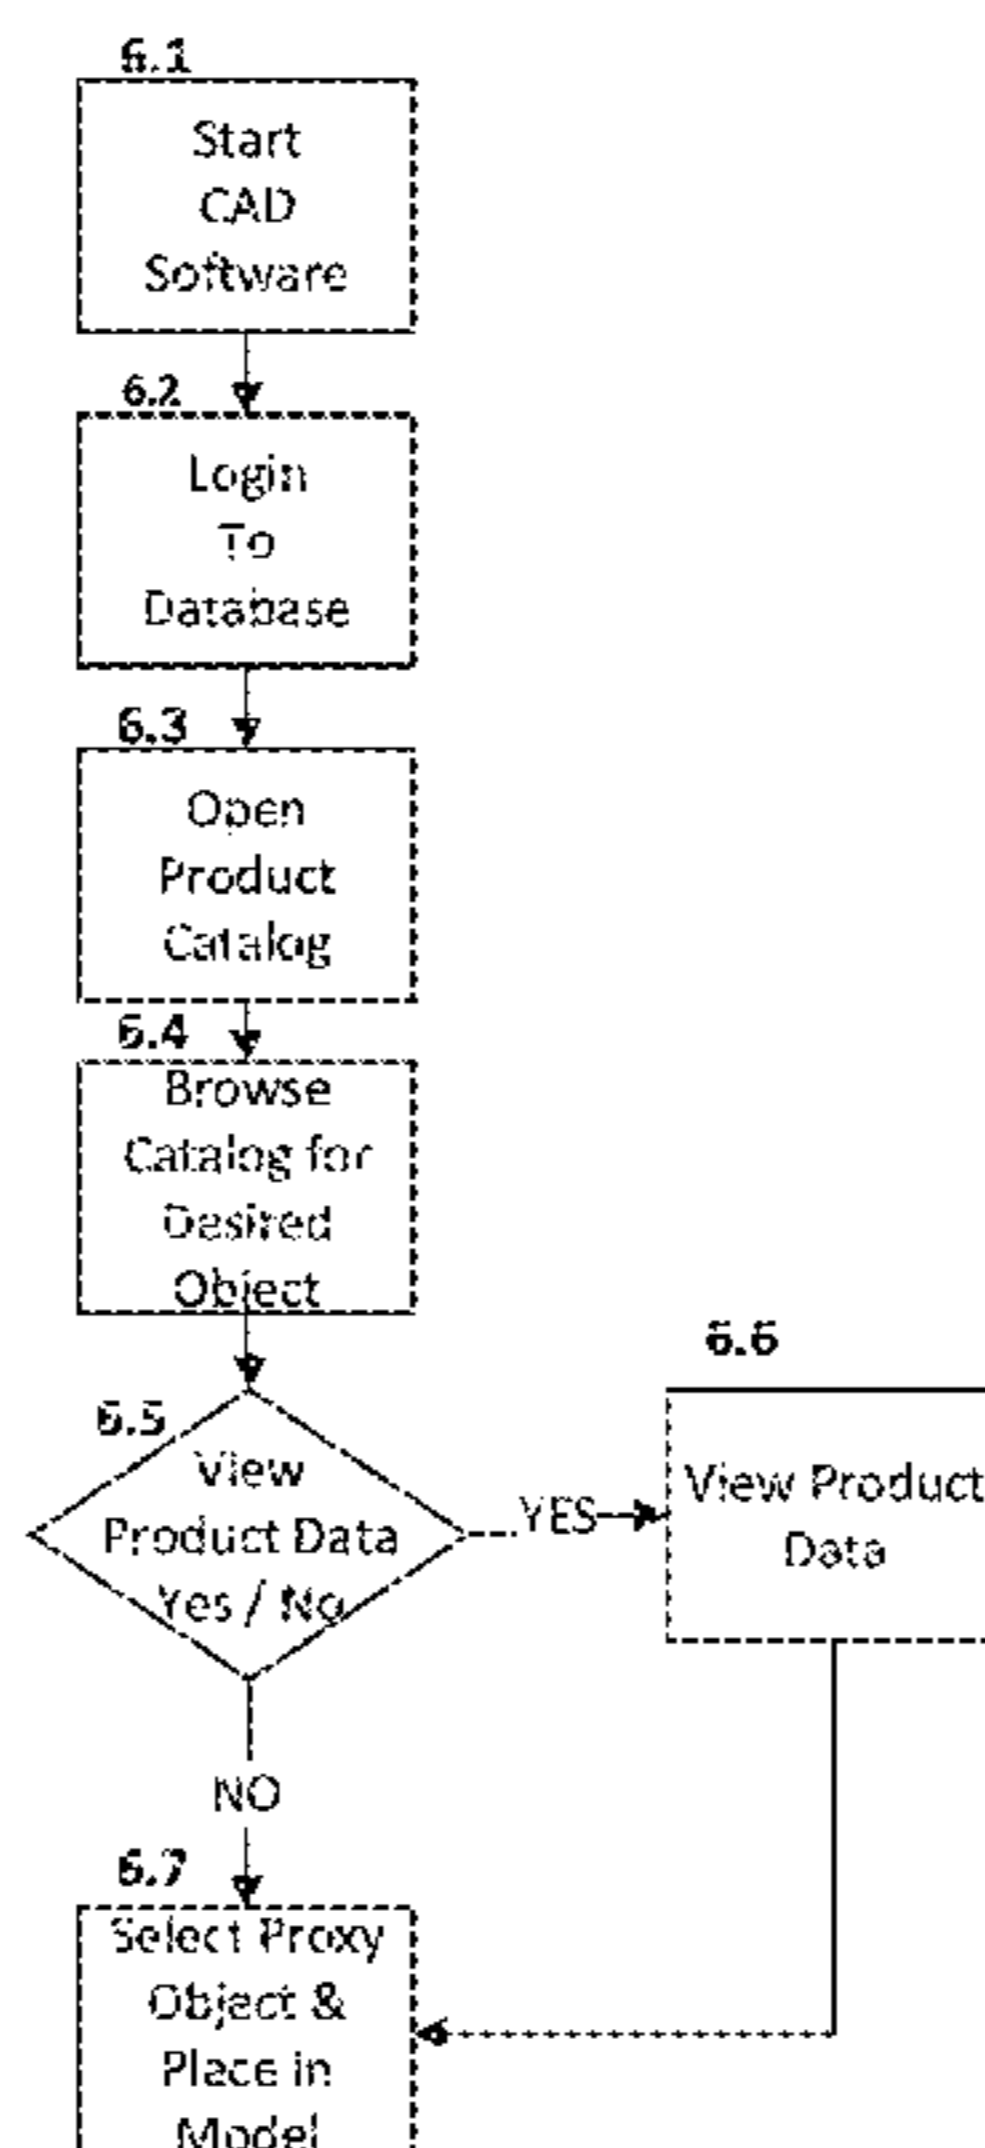 6.1
Start
CAD
Software
6.2
Login
To
Database
6.3
Open
Product
Catalog
6.4
Browse
Catalog for
Desired
Object
6.5
View
Product Data
Yes / No
YES
6.6
View Product
Data
NO
6.7
Select Proxy
Object &
Place in
Model